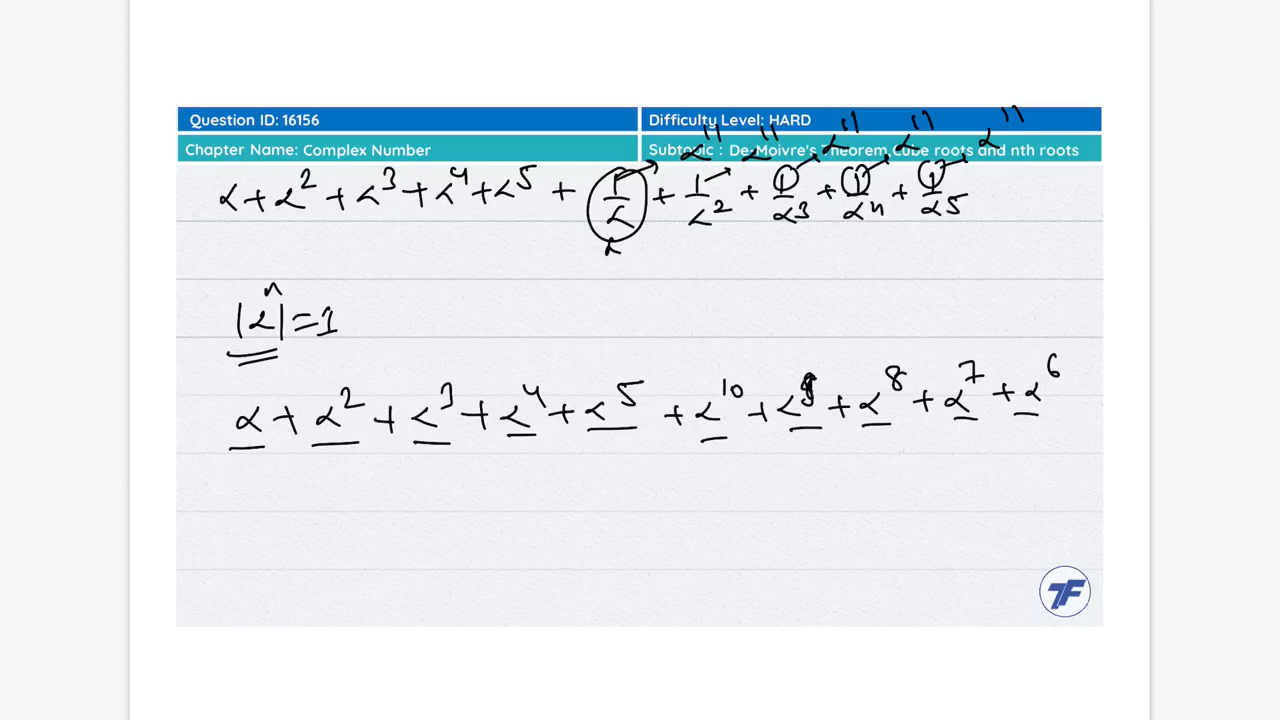 Question ID: 16156
Difficulty Level: HARD
Chapter Name: Complex Number
Subtopic : De-Moivre's Theorem Cube roots and nth roots
α¹¹ α¹¹ α¹¹ α¹¹ α¹¹
α + α² + α³ + α⁴ + α⁵ + 1/α + 1/α² + 1/α³ + 1/α⁴ + 1/α⁵
|α|ⁿ = 1
α + α² + α³ + α⁴ + α⁵ + α¹⁰ + α⁹ + α⁸ + α⁷ + α⁶
7F